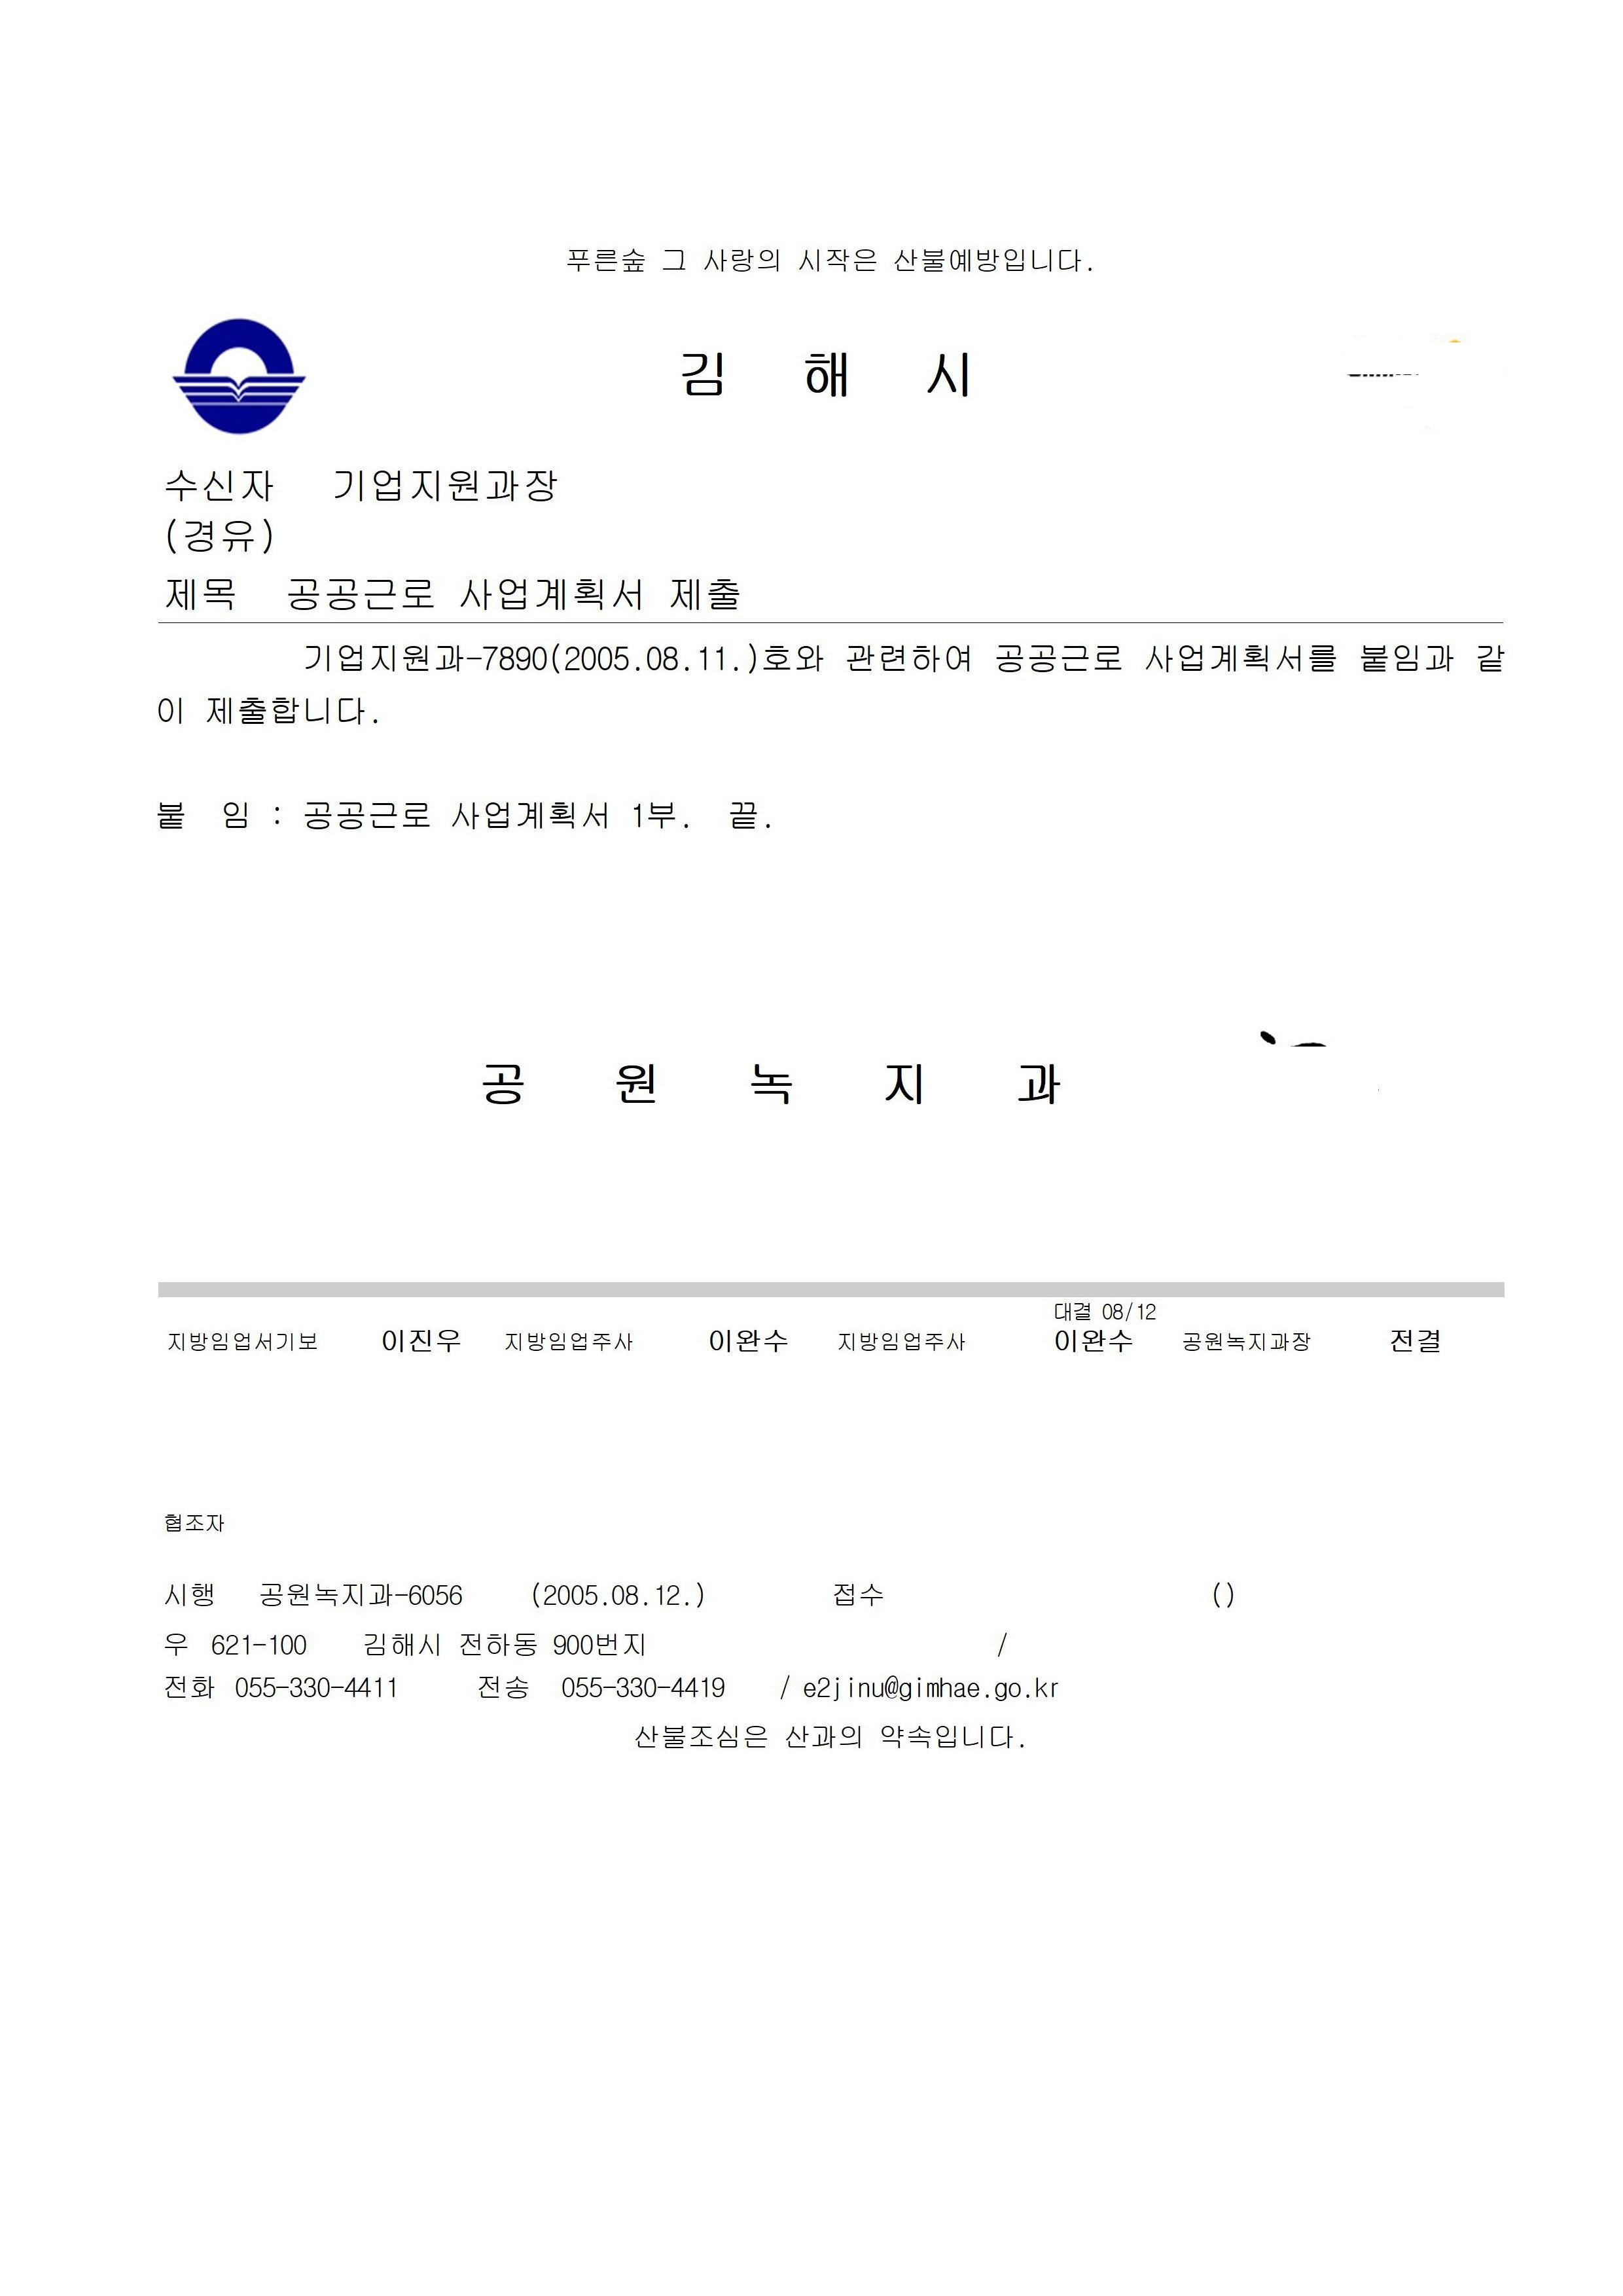 푸른숲 그 사랑의 시작은 산불예방입니다.
김 해 시
수신자 기업지원과장
(경유)
제목 공공근로 사업계획서 제출
기업지원과-7890(2005.08.11.)호와 관련하여 공공근로 사업계획서를 붙임과 같
이 제출합니다.
붙 임 : 공공근로 사업계획서 1부. 끝.
공 원 녹 지 과
대결 08/12
지방임업서기보 이진우 지방임업주사 이완수 지방임업주사 이완수 공원녹지과장 전결
협조자
시행 공원녹지과-6056 (2005.08.12.) 접수 ()
우 621-100 김해시 전하동 900번지 /
전화 055-330-4411 전송 055-330-4419 / e2jinu@gimhae.go.kr
산불조심은 산과의 약속입니다.